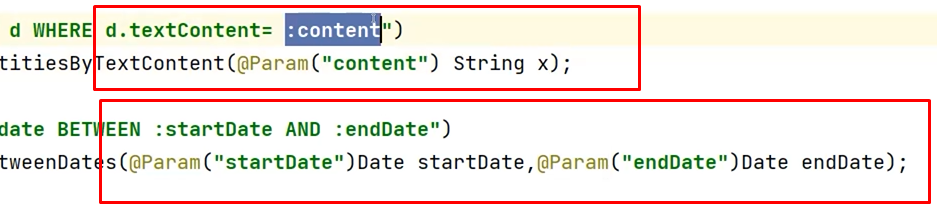 d WHERE d.textContent= :content")
titiesByTextContent(@Param("content") String x);
date BETWEEN :startDate AND :endDate")
tweenDates(@Param("startDate")Date startDate,@Param("endDate")Date endDate);